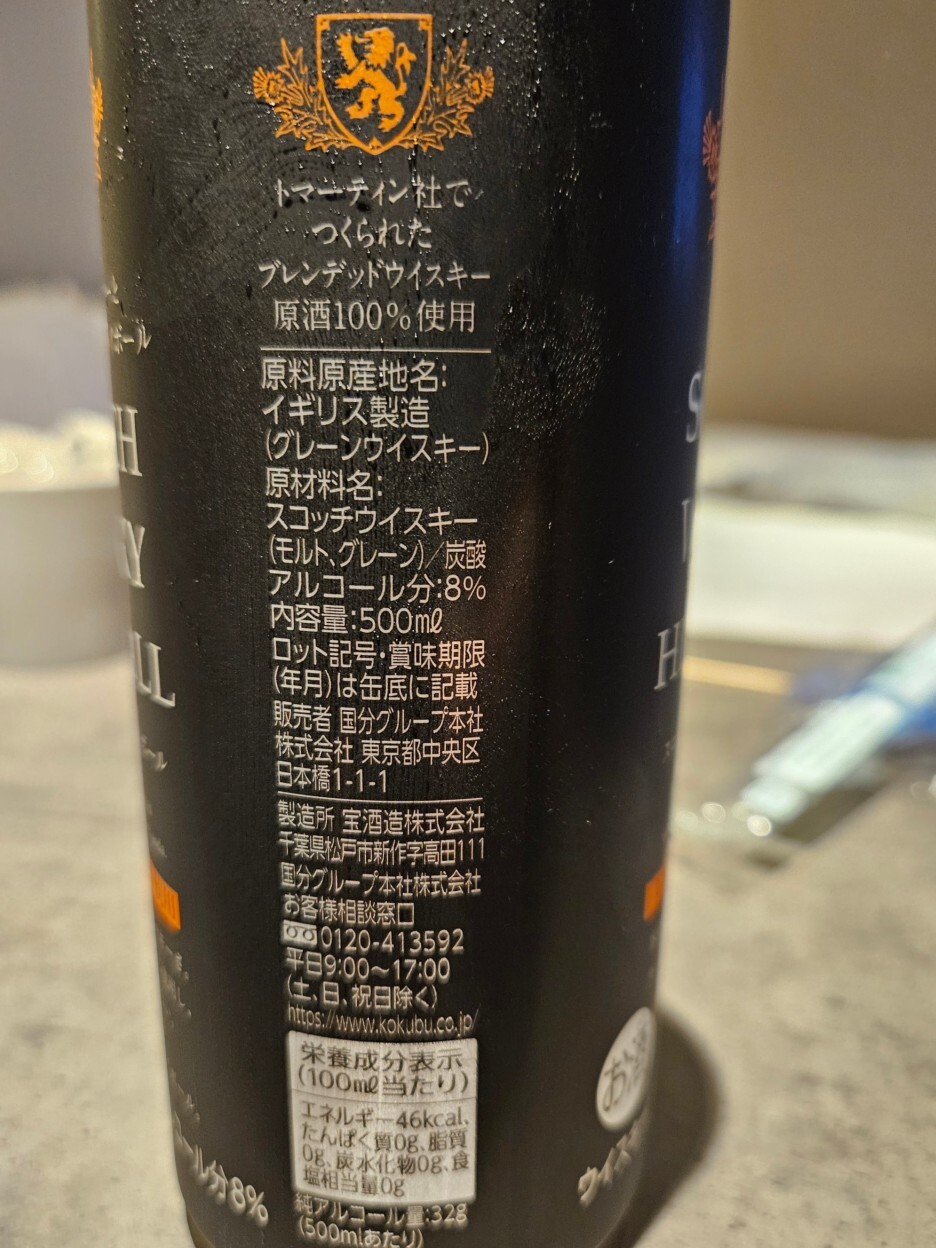 トマーティン社で
つくられた
ブレンデッドウイスキー
原酒100%使用
原料原産地名:
イギリス製造
(グレーンウイスキー)
原材料名:
スコッチウイスキー
(モルト、グレーン)/炭酸
アルコール分:8%
内容量:500mℓ
ロット記号・賞味期限
(年月)は缶底に記載
販売者 国分グループ本社
株式会社 東京都中央区
日本橋1-1-1
製造所 宝酒造株式会社
千葉県松戸市新作字高田111
国分グループ本社株式会社
お客様相談窓口
0120-413592
平日9:00~17:00
(土、日、祝日除く)
https://www.kokubu.co.jp/
栄養成分表示
(100mℓ当たり)
エネルギー46kcal、
たんぱく質0g、脂質
0g、炭水化物0g、食
塩相当量0g
純アルコール量:32g
(500mlあたり)
ール分8%
お酒
ウイス